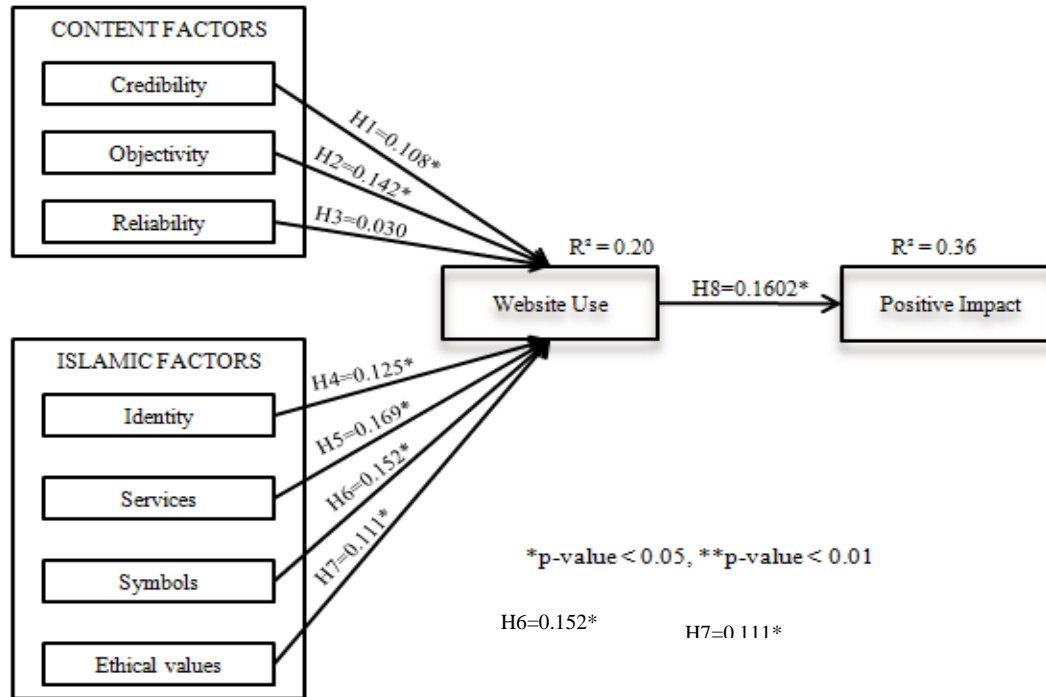 CONTENT FACTORS
Credibility
Objectivity
Reliability
H1=0.108*
H2=0.142*
H3=0.030
R² = 0.20
Website Use
H8=0.1602*
R² = 0.36
Positive Impact
ISLAMIC FACTORS
Identity
Services
Symbols
Ethical values
H4=0.125*
H5=0.169*
H6=0.152*
H7=0.111*
*p-value < 0.05, **p-value < 0.01
H6=0.152*
H7=0.111*